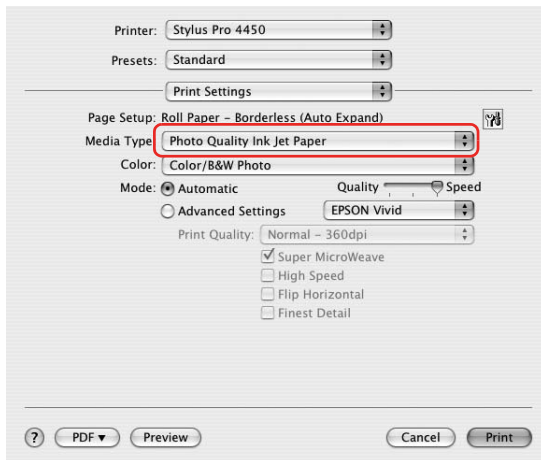 Printer: Stylus Pro 4450
Presets: Standard
Print Settings
Page Setup: Roll Paper – Borderless (Auto Expand)
Media Type: Photo Quality Ink Jet Paper
Color: Color/B&W Photo
Mode: Automatic Quality Speed
Advanced Settings EPSON Vivid
Print Quality: Normal – 360dpi
Super MicroWeave
High Speed
Flip Horizontal
Finest Detail
? PDF ▼ Preview Cancel Print